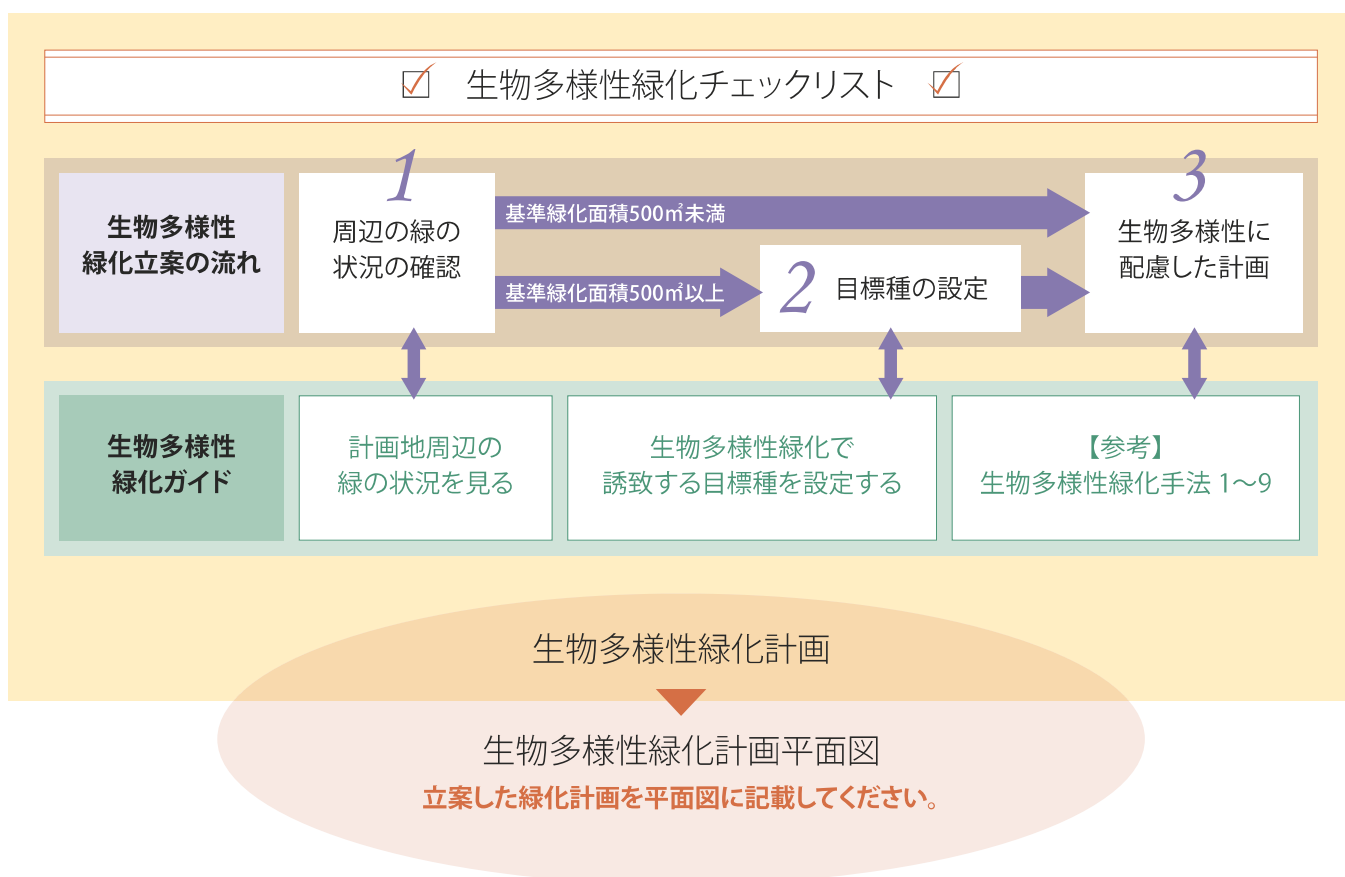 生物多様性緑化チェックリスト
生物多様性
緑化立案の流れ
1
周辺の緑の
状況の確認
基準緑化面積500㎡未満
基準緑化面積500㎡以上
2 目標種の設定
3
生物多様性に
配慮した計画
生物多様性
緑化ガイド
計画地周辺の
緑の状況を見る
生物多様性緑化で
誘致する目標種を設定する
【参考】
生物多様性緑化手法 1~9
生物多様性緑化計画
生物多様性緑化計画平面図
立案した緑化計画を平面図に記載してください。